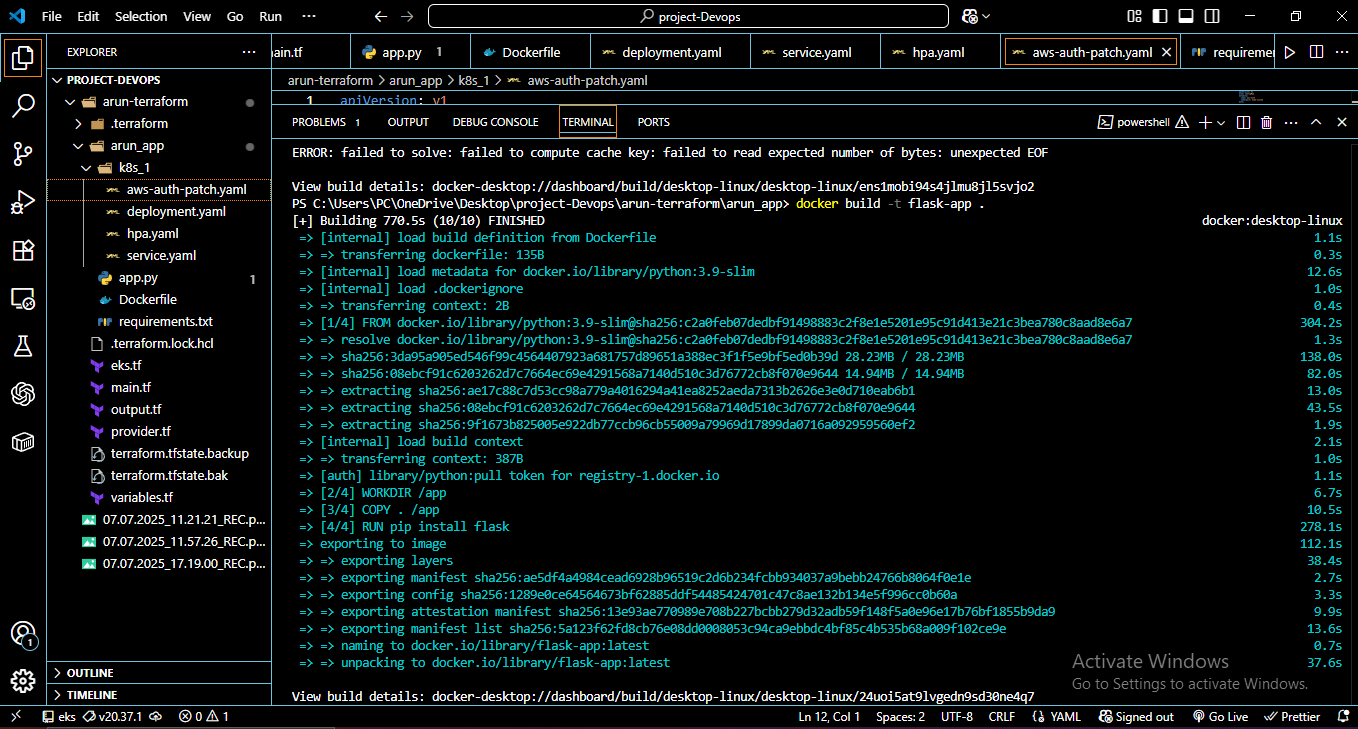 File Edit Selection View Go Run ··· project-Devops
EXPLORER ···
PROJECT-DEVOPS
arun-terraform
.terraform
arun_app
k8s_1
aws-auth-patch.yaml
deployment.yaml
hpa.yaml
service.yaml
app.py 1
Dockerfile
requirements.txt
.terraform.lock.hcl
eks.tf
main.tf
output.tf
provider.tf
terraform.tfstate.backup
terraform.tfstate.bak
variables.tf
07.07.2025_11.21.21_REC.p...
07.07.2025_11.57.26_REC.p...
07.07.2025_17.19.00_REC.p...
OUTLINE
TIMELINE
ain.tf app.py 1 Dockerfile deployment.yaml service.yaml hpa.yaml aws-auth-patch.yaml requiremen
arun-terraform > arun_app > k8s_1 > aws-auth-patch.yaml
1 apiVersion: v1
PROBLEMS 1 OUTPUT DEBUG CONSOLE TERMINAL PORTS powershell
ERROR: failed to solve: failed to compute cache key: failed to read expected number of bytes: unexpected EOF
View build details: docker-desktop://dashboard/build/desktop-linux/desktop-linux/ens1mobi94s4jlmu8jl5svjo2
PS C:\Users\PC\OneDrive\Desktop\project-Devops\arun-terraform\arun_app> docker build -t flask-app .
[+] Building 770.5s (10/10) FINISHED docker:desktop-linux
=> [internal] load build definition from Dockerfile 1.1s
=> => transferring dockerfile: 135B 0.3s
=> [internal] load metadata for docker.io/library/python:3.9-slim 12.6s
=> [internal] load .dockerignore 1.0s
=> => transferring context: 2B 0.4s
=> [1/4] FROM docker.io/library/python:3.9-slim@sha256:c2a0feb07dedbf91498883c2f8e1e5201e95c91d413e21c3bea780c8aad8e6a7 304.2s
=> => resolve docker.io/library/python:3.9-slim@sha256:c2a0feb07dedbf91498883c2f8e1e5201e95c91d413e21c3bea780c8aad8e6a7 1.3s
=> => sha256:3da95a905ed546f99c4564407923a681757d89651a388ec3f1f5e9bf5ed0b39d 28.23MB / 28.23MB 138.0s
=> => sha256:08ebcf91c6203262d7c7664ec69e4291568a7140d510c3d76772cb8f070e9644 14.94MB / 14.94MB 82.0s
=> => extracting sha256:ae17c88c7d53cc98a779a4016294a41ea8252aeda7313b2626e3e0d710eab6b1 13.0s
=> => extracting sha256:08ebcf91c6203262d7c7664ec69e4291568a7140d510c3d76772cb8f070e9644 43.5s
=> => extracting sha256:9f1673b825005e922db77ccb96cb55009a79969d17899da0716a092959560ef2 1.9s
=> [internal] load build context 2.1s
=> => transferring context: 387B 1.0s
=> [auth] library/python:pull token for registry-1.docker.io 1.1s
=> [2/4] WORKDIR /app 6.7s
=> [3/4] COPY . /app 10.5s
=> [4/4] RUN pip install flask 278.1s
=> exporting to image 112.1s
=> => exporting layers 38.4s
=> => exporting manifest sha256:ae5df4a4984cead6928b96519c2d6b234fcbb934037a9bebb24766b8064f0e1e 2.7s
=> => exporting config sha256:1289e0ce64564673bf62885ddf54485424701c47c8ae132b134e5f996cc0b60a 3.3s
=> => exporting attestation manifest sha256:13e93ae770989e708b227bcbb279d32adb59f148f5a0e96e17b76bf1855b9da9 9.9s
=> => exporting manifest list sha256:5a123f62fd8cb76e08dd0008053c94ca9ebbdc4bf85c4b535b68a009f102ce9e 13.6s
=> => naming to docker.io/library/flask-app:latest 0.7s
=> => unpacking to docker.io/library/flask-app:latest 37.6s
View build details: docker-desktop://dashboard/build/desktop-linux/desktop-linux/24uoi5at9lvgedn9sd30ne4q7
Activate Windows
Go to Settings to activate Windows.
1
eks v20.37.1 0 1 Ln 12, Col 1 Spaces: 2 UTF-8 CRLF YAML Signed out Go Live Prettier